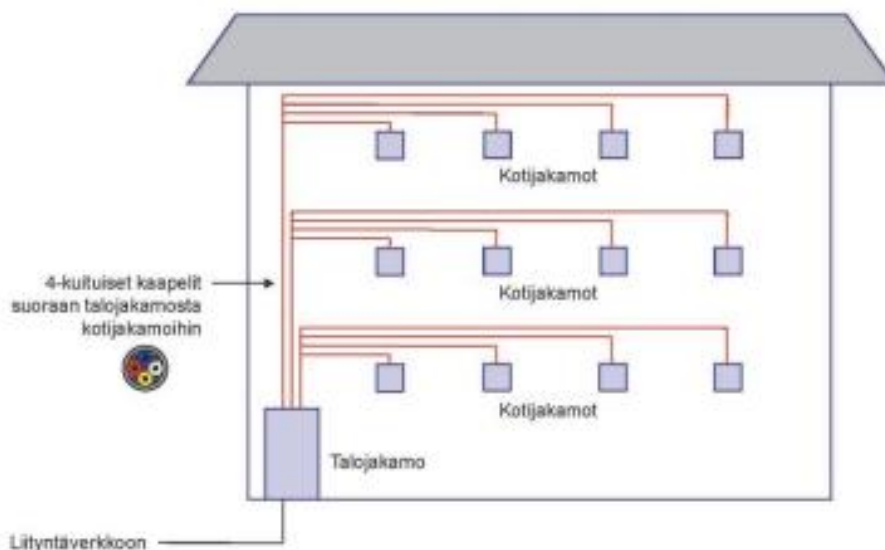 Kotijakamot
4-kuituiset kaapelit
suoraan talojakamosta
kotijakamoihin
Kotijakamot
Kotijakamot
Talojakamo
Liityntäverkkoon